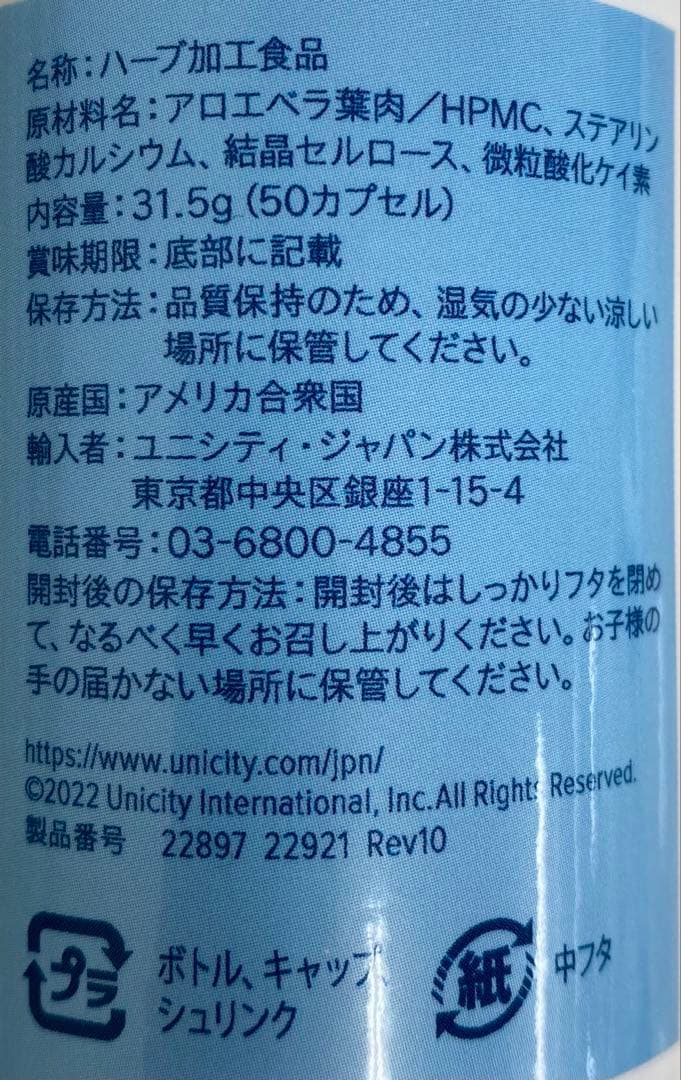 名称：ハーブ加工食品
原材料名：アロエベラ葉肉／HPMC、ステアリン
酸カルシウム、結晶セルロース、微粒酸化ケイ素
内容量：31.5g（50カプセル）
賞味期限：底部に記載
保存方法：品質保持のため、湿気の少ない涼しい
場所に保管してください。
原産国：アメリカ合衆国
輸入者：ユニシティ・ジャパン株式会社
東京都中央区銀座1-15-4
電話番号：03-6800-4855
開封後の保存方法：開封後はしっかりフタを閉め
て、なるべく早くお召し上がりください。お子様の
手の届かない場所に保管してください。
https://www.unicity.com/jpn/
©2022 Unicity International, Inc.All Rights Reserved.
製品番号 22897 22921 Rev10
プラ ボトル、キャップ、
シュリンク
紙 中フタ